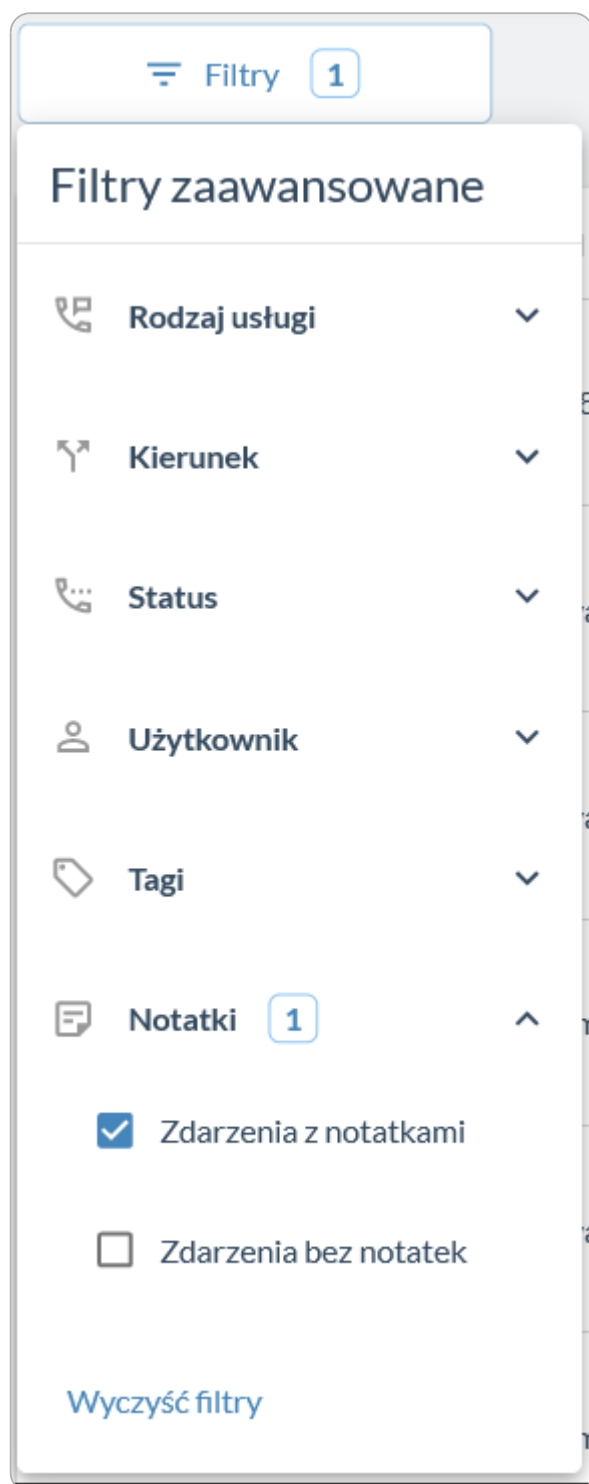 Filtry 1
Filtry zaawansowane
Rodzaj usługi
Kierunek
Status
Użytkownik
Tagi
Notatki 1
Zdarzenia z notatkami
Zdarzenia bez notatek
Wyczyść filtry